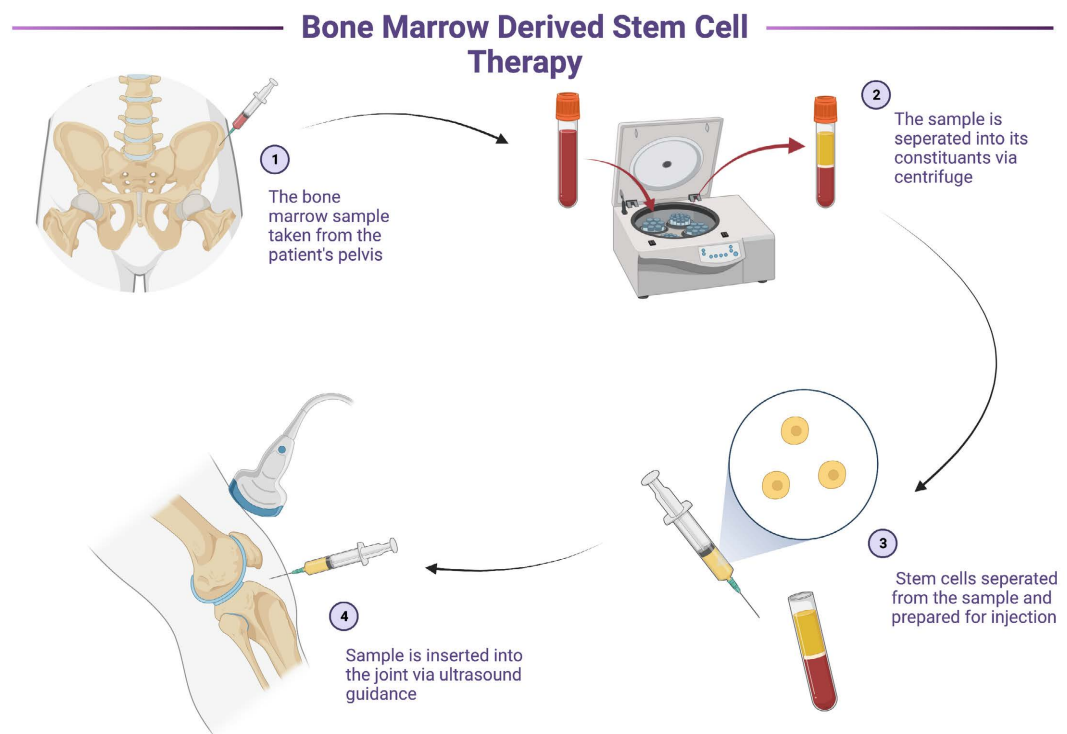 Bone Marrow Derived Stem Cell
Therapy
1
The bone
marrow sample
taken from the
patient's pelvis
2
The sample is
seperated into its
constituants via
centrifuge
3
Stem cells seperated
from the sample and
prepared for injection
4
Sample is inserted into
the joint via ultrasound
guidance